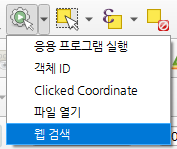 응용 프로그램 실행
객체 ID
Clicked Coordinate
파일 열기
웹 검색